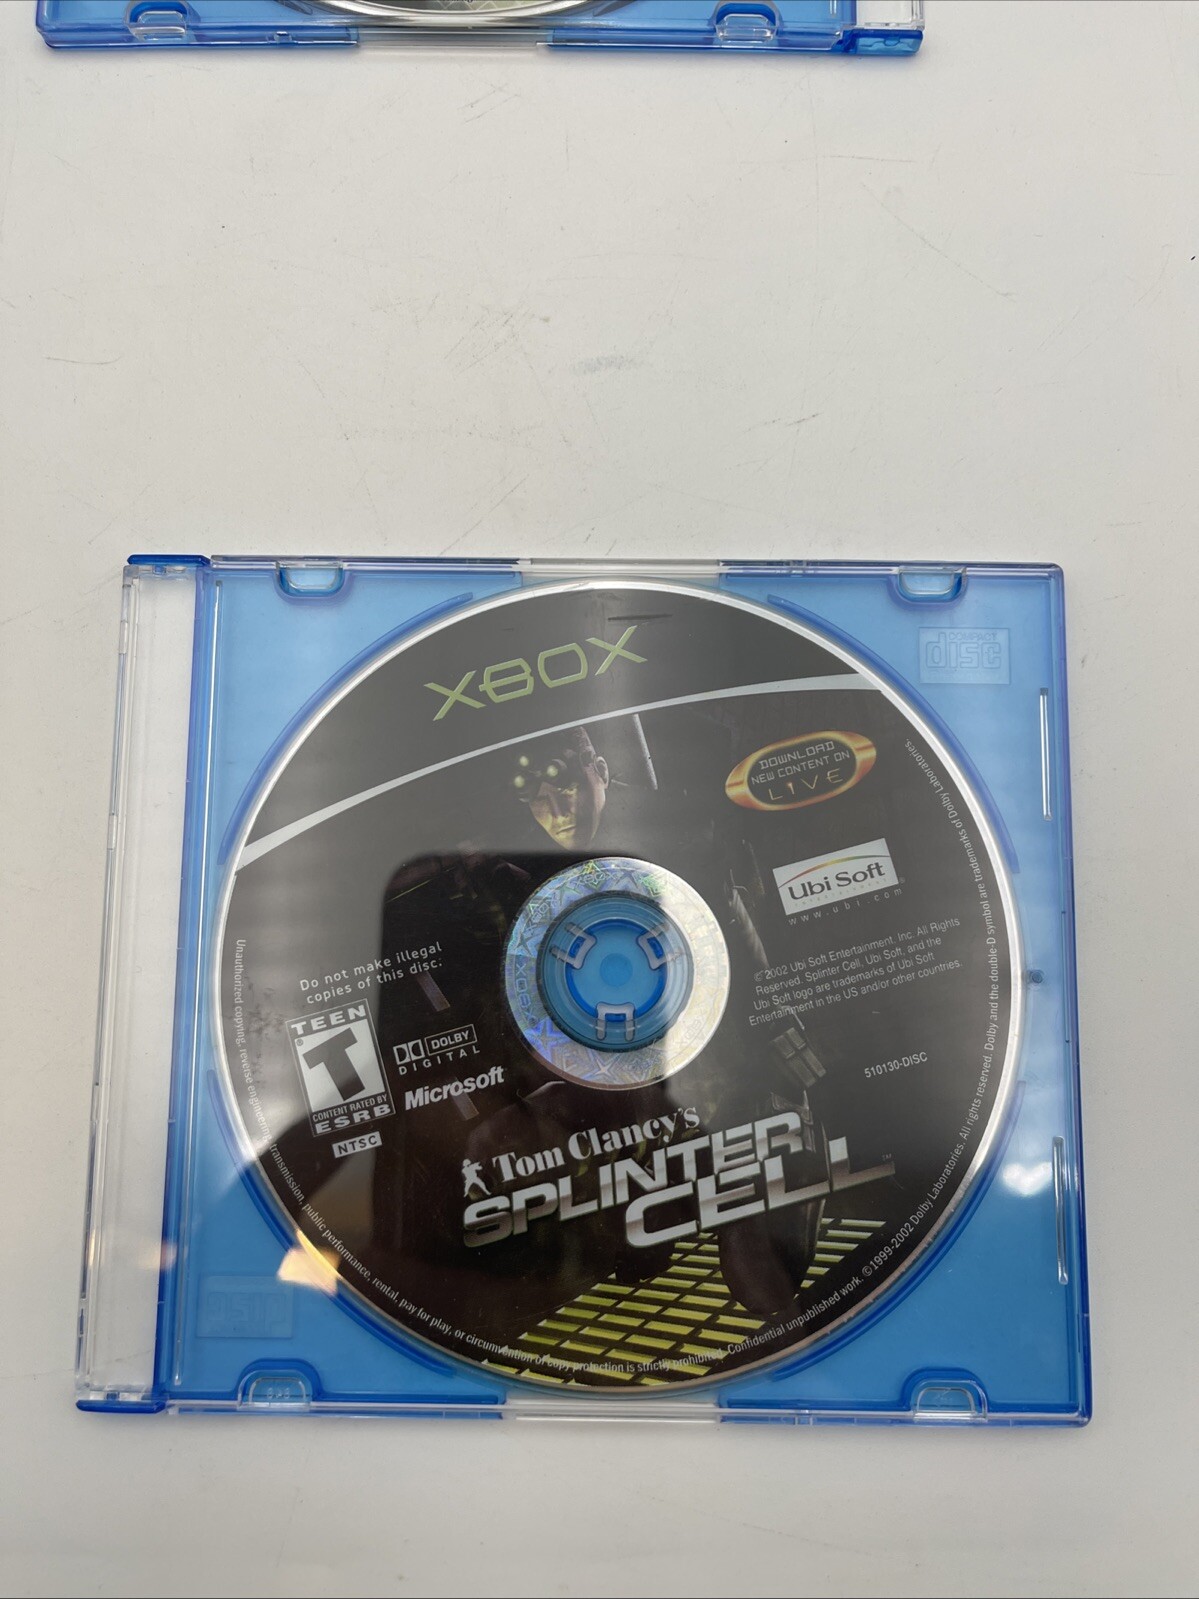 XBOX
COMPACT
disc
DOWNLOAD
NEW CONTENT ON
LIVE
Ubi Soft
www.ubi.com
Do not make illegal
copies of this disc.
©2002 Ubi Soft Entertainment, Inc. All Rights
Reserved. Splinter Cell, Ubi Soft, and the
Ubi Soft logo are trademarks of Ubi Soft
Entertainment in the US and/or other countries.
TEEN
T
CONTENT RATED BY
ESRB
NTSC
DOLBY
DIGITAL
Microsoft
510130-DISC
Tom Clancy's
SPLINTER
CELL™
Unauthorized copying, reverse engineering, transmission, public performance, rental, pay for play, or circumvention of copy protection is strictly prohibited. Confidential unpublished work. ©1999-2002 Dolby Laboratories. All rights reserved. Dolby and the double-D symbol are trademarks of Dolby Laboratories.